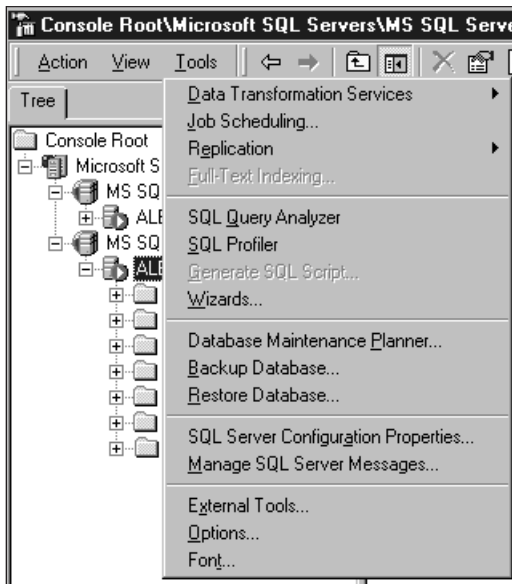 Console Root\Microsoft SQL Servers\MS SQL Serve
Action View Tools
Tree
Data Transformation Services
Job Scheduling...
Replication
Full-Text Indexing...
SQL Query Analyzer
SQL Profiler
Generate SQL Script...
Wizards...
Database Maintenance Planner...
Backup Database...
Restore Database...
SQL Server Configuration Properties...
Manage SQL Server Messages...
External Tools...
Options...
Font...
Console Root
Microsoft S
MS SQ
ALE
MS SQ
ALE